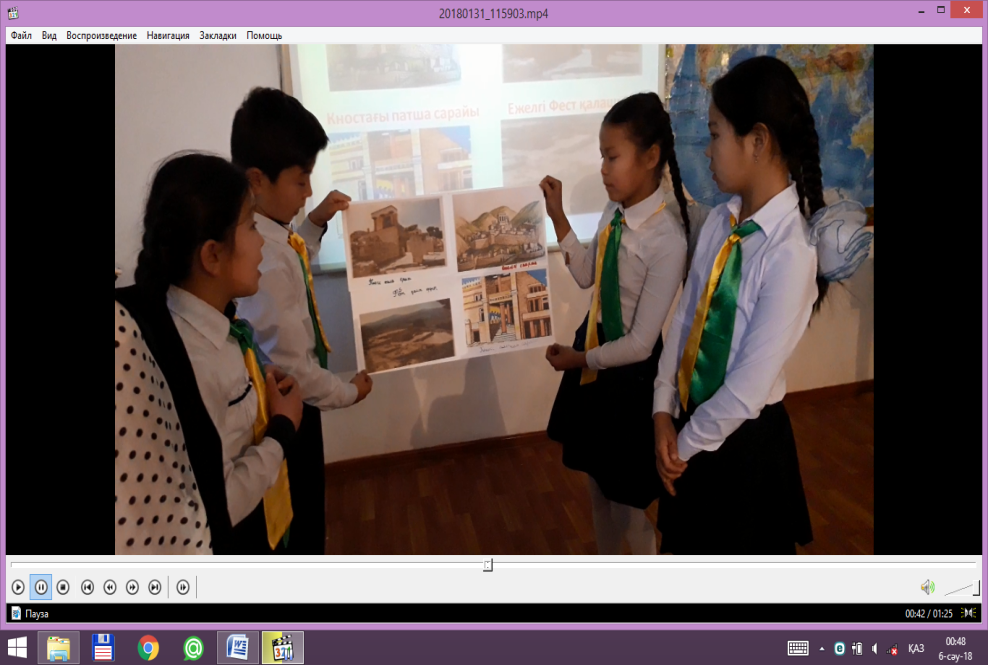 20180131_115903.mp4
Файл Вид Воспроизведение Навигация Закладки Помощь
Кностағы патша сарайы
Ежелгі Фест қала
Пауза
00:42 / 01:25
321
ҚАЗ
00:48
6-сәу-18